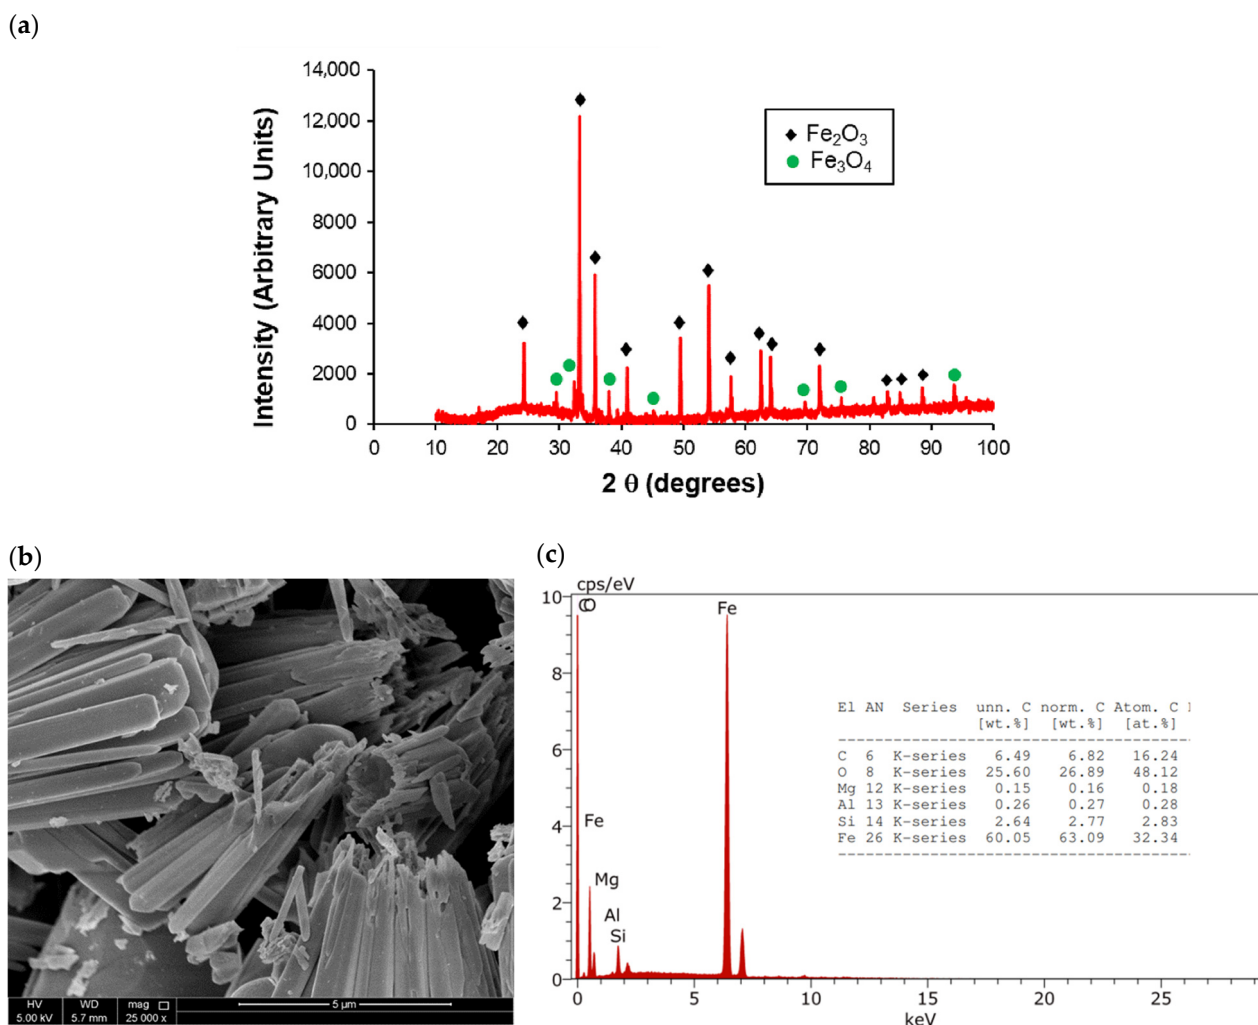 (a)
14,000
12,000
10,000
8000
6000
4000
2000
0
Intensity (Arbitrary Units)
Fe₂O₃
Fe₃O₄
0 10 20 30 40 50 60 70 80 90 100
2 θ (degrees)
(b)
HV WD mag
5.00 kV 5.7 mm 25 000 x
5 µm
(c)
cps/eV
10
8
6
4
2
0
C O
Fe
Mg
Al
Si
Fe
El AN Series unn. C norm. C Atom. C
[wt.%] [wt.%] [at.%]
C 6 K-series 6.49 6.82 16.24
O 8 K-series 25.60 26.89 48.12
Mg 12 K-series 0.15 0.16 0.18
Al 13 K-series 0.26 0.27 0.28
Si 14 K-series 2.64 2.77 2.83
Fe 26 K-series 60.05 63.09 32.34
0 5 10 15 20 25
keV